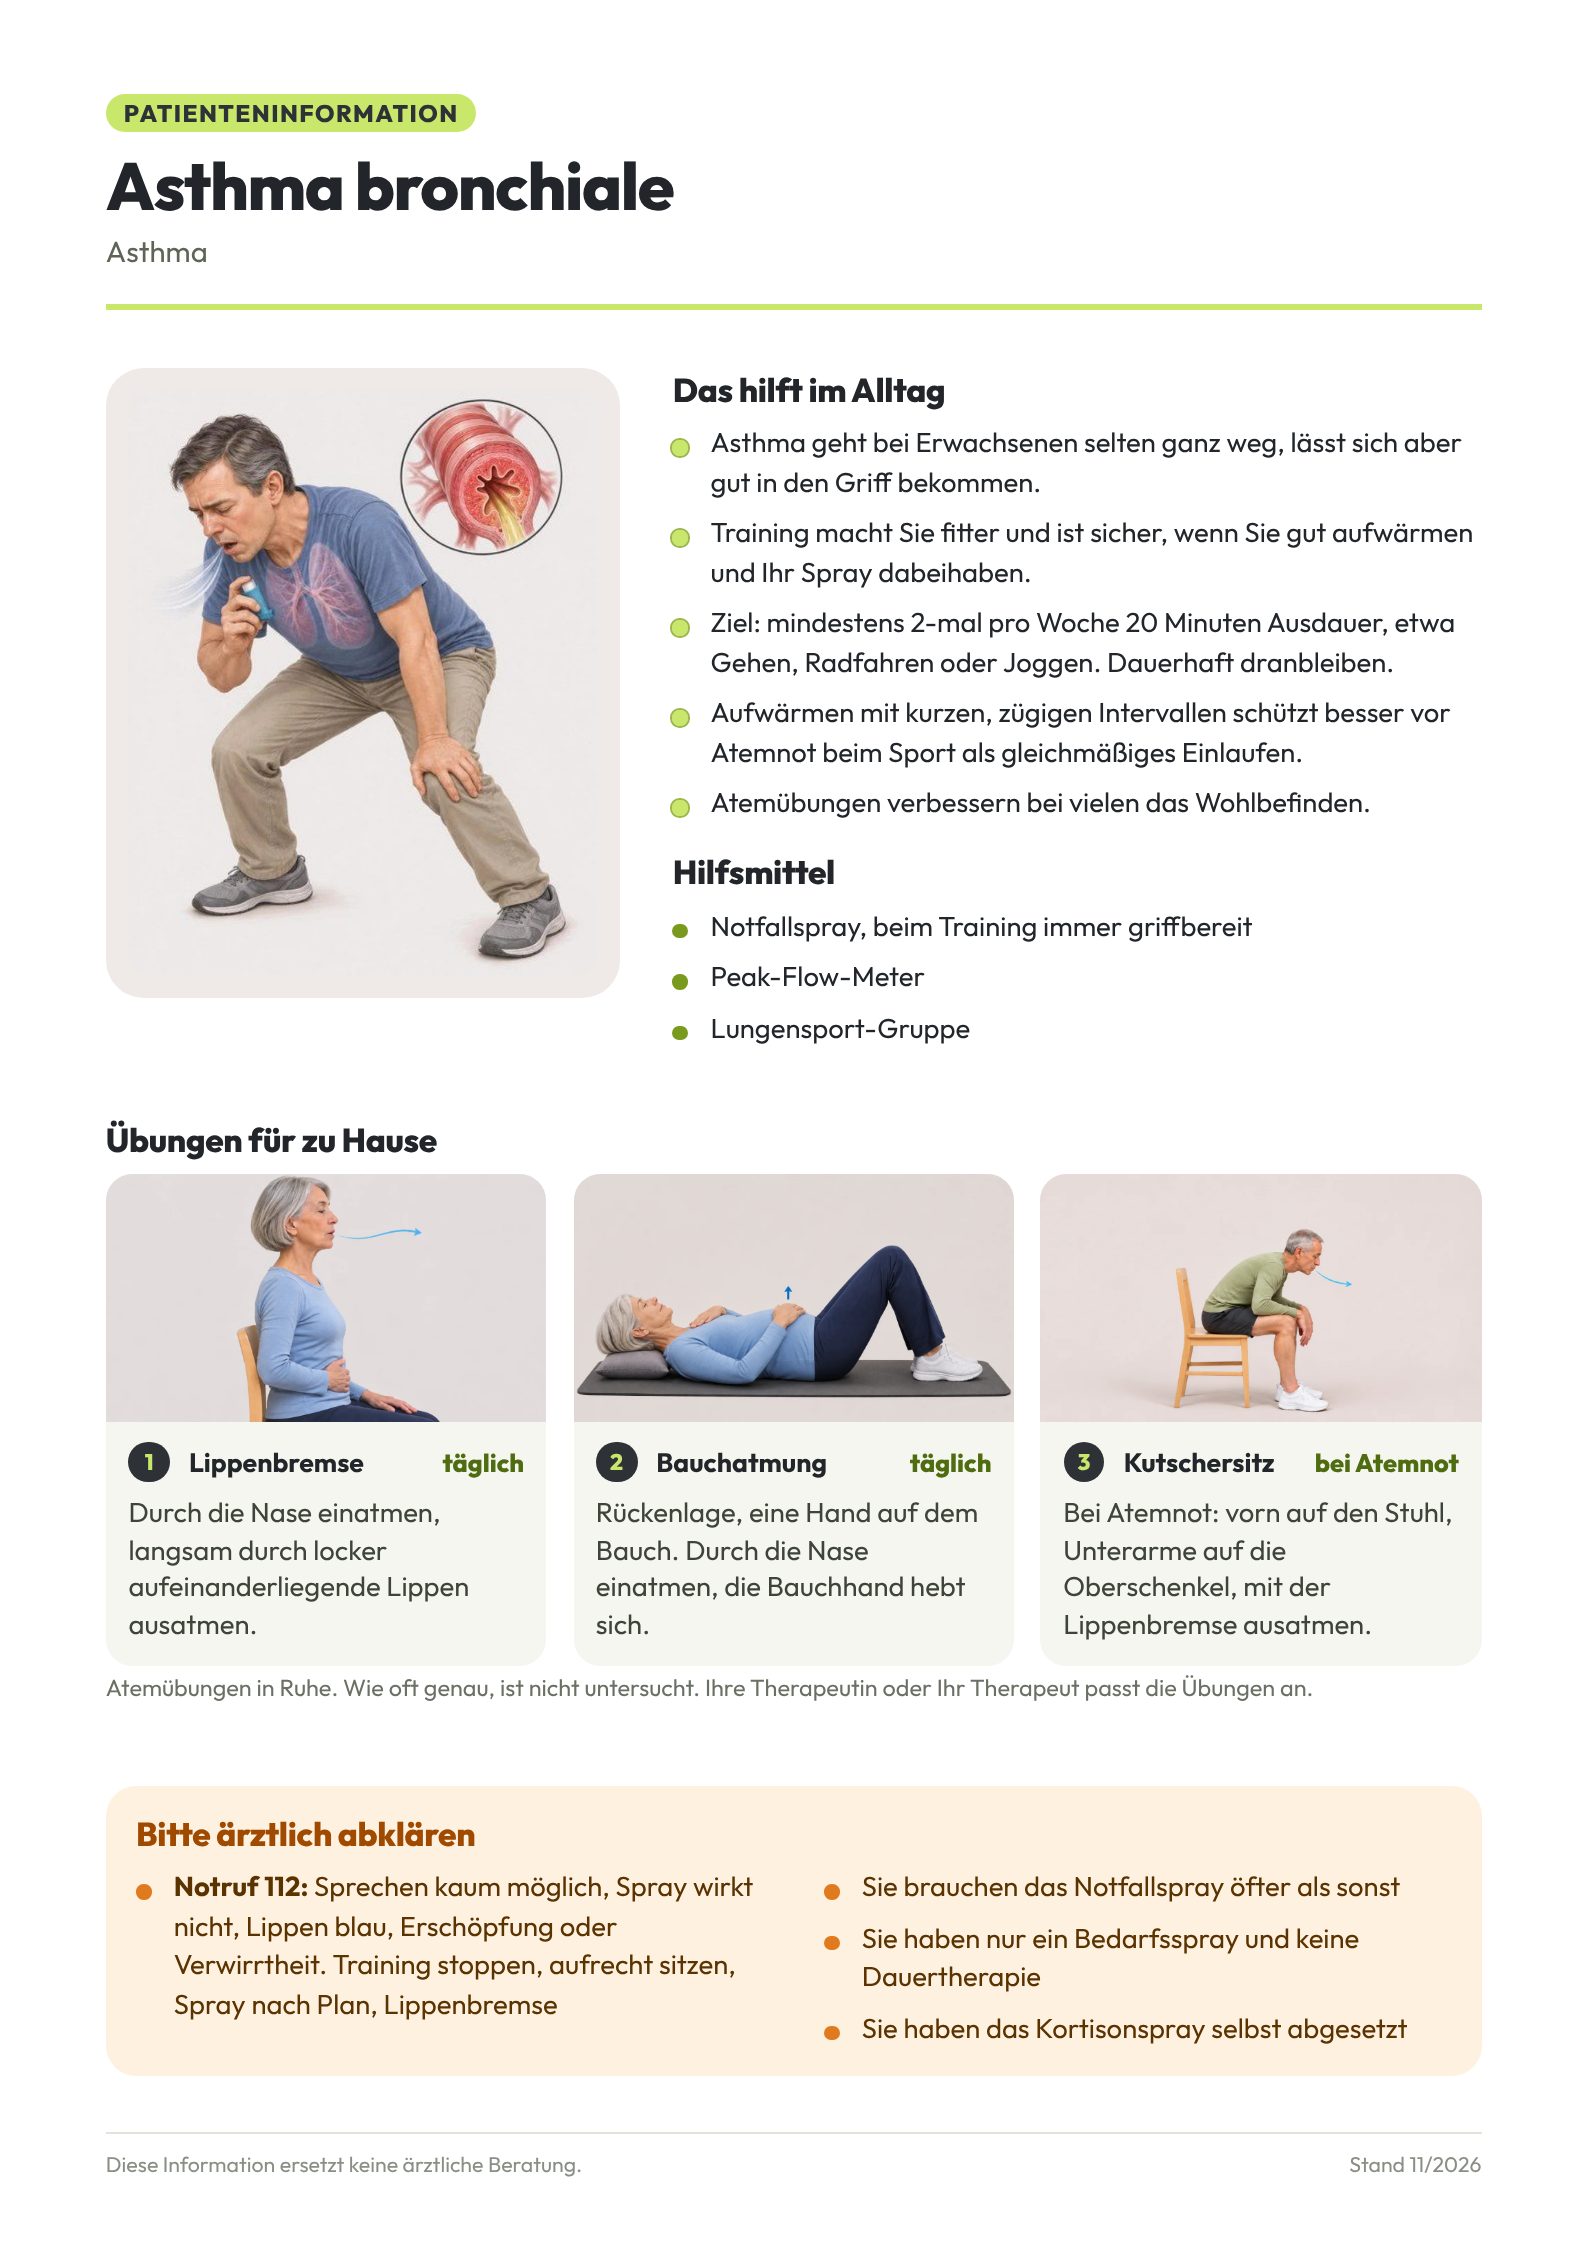 PATIENTENINFORMATION
Asthma bronchiale
Asthma
Das hilft im Alltag
Asthma geht bei Erwachsenen selten ganz weg, lässt sich aber
gut in den Griff bekommen.
Training macht Sie fitter und ist sicher, wenn Sie gut aufwärmen
und Ihr Spray dabeihaben.
Ziel: mindestens 2-mal pro Woche 20 Minuten Ausdauer, etwa
Gehen, Radfahren oder Joggen. Dauerhaft dranbleiben.
Aufwärmen mit kurzen, zügigen Intervallen schützt besser vor
Atemnot beim Sport als gleichmäßiges Einlaufen.
Atemübungen verbessern bei vielen das Wohlbefinden.
Hilfsmittel
Notfallspray, beim Training immer griffbereit
Peak-Flow-Meter
Lungensport-Gruppe
Übungen für zu Hause
1 Lippenbremse täglich
Durch die Nase einatmen,
langsam durch locker
aufeinanderliegende Lippen
ausatmen.
2 Bauchatmung täglich
Rückenlage, eine Hand auf dem
Bauch. Durch die Nase
einatmen, die Bauchhand hebt
sich.
3 Kutschersitz bei Atemnot
Bei Atemnot: vorn auf den Stuhl,
Unterarme auf die
Oberschenkel, mit der
Lippenbremse ausatmen.
Atemübungen in Ruhe. Wie oft genau, ist nicht untersucht. Ihre Therapeutin oder Ihr Therapeut passt die Übungen an.
Bitte ärztlich abklären
Notruf 112: Sprechen kaum möglich, Spray wirkt
nicht, Lippen blau, Erschöpfung oder
Verwirrtheit. Training stoppen, aufrecht sitzen,
Spray nach Plan, Lippenbremse
Sie brauchen das Notfallspray öfter als sonst
Sie haben nur ein Bedarfsspray und keine
Dauertherapie
Sie haben das Kortisonspray selbst abgesetzt
Diese Information ersetzt keine ärztliche Beratung.
Stand 11/2026